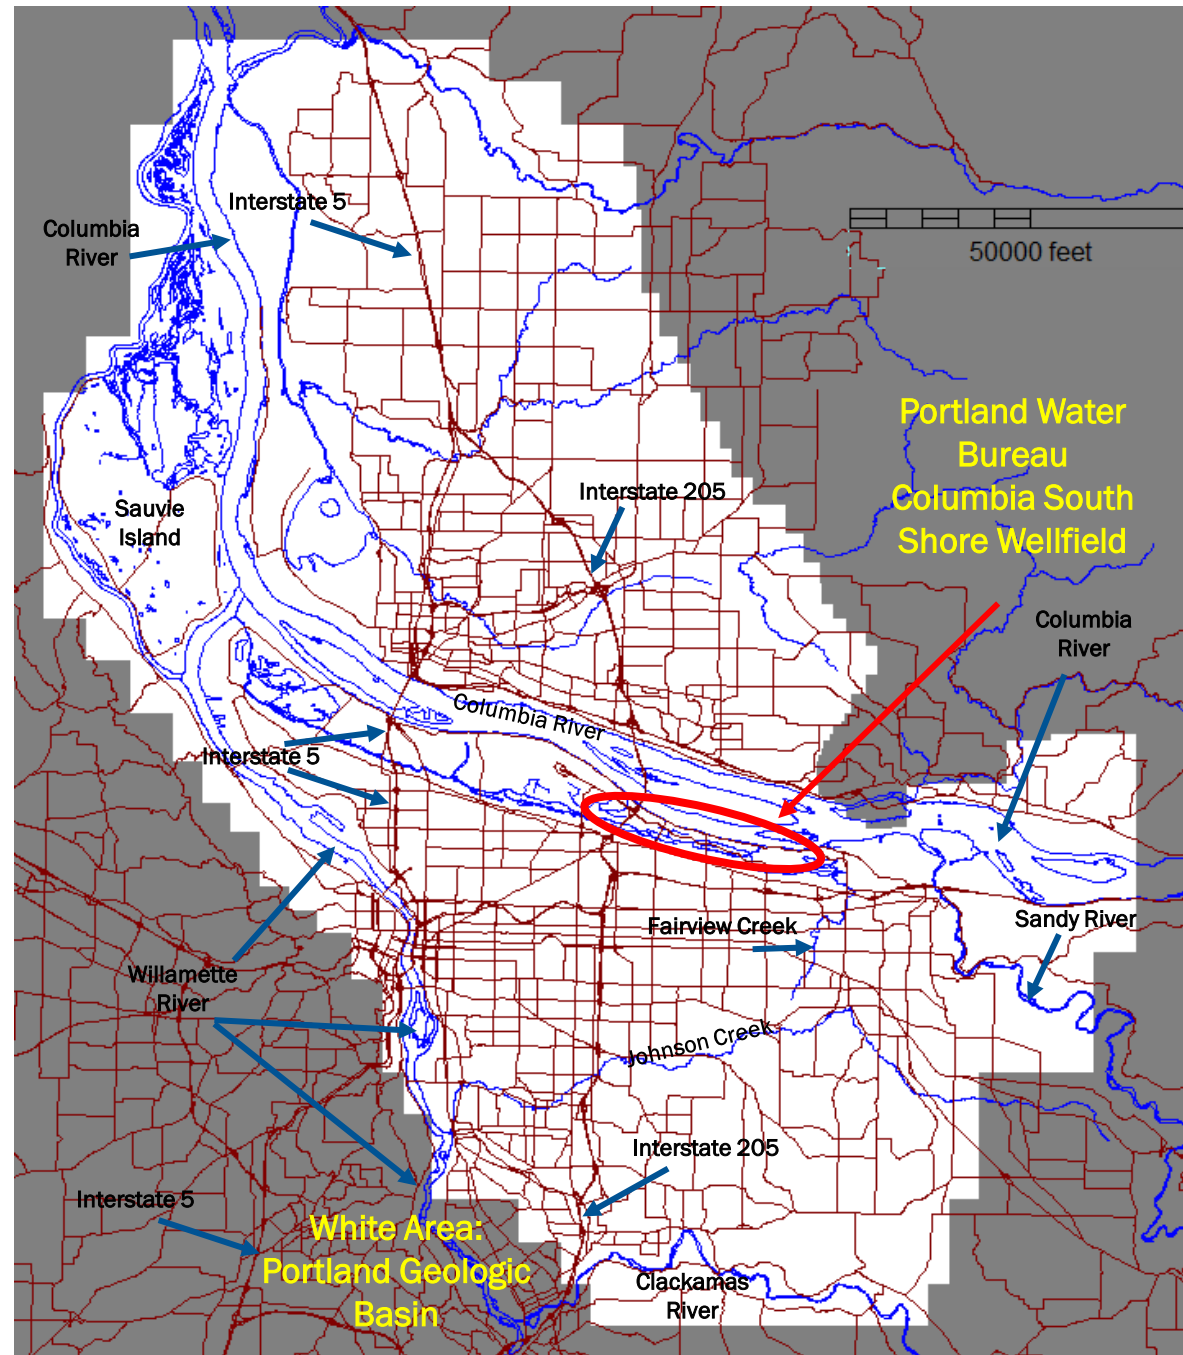 Interstate 5
Columbia
River
50000 feet
Portland Water
Bureau
Columbia South
Shore Wellfield
Interstate 205
Sauvie
Island
Columbia
River
Columbia River
Interstate 5
Fairview Creek
Sandy River
Willamette
River
Johnson Creek
Interstate 205
Interstate 5
White Area:
Portland Geologic
Basin
Clackamas
River